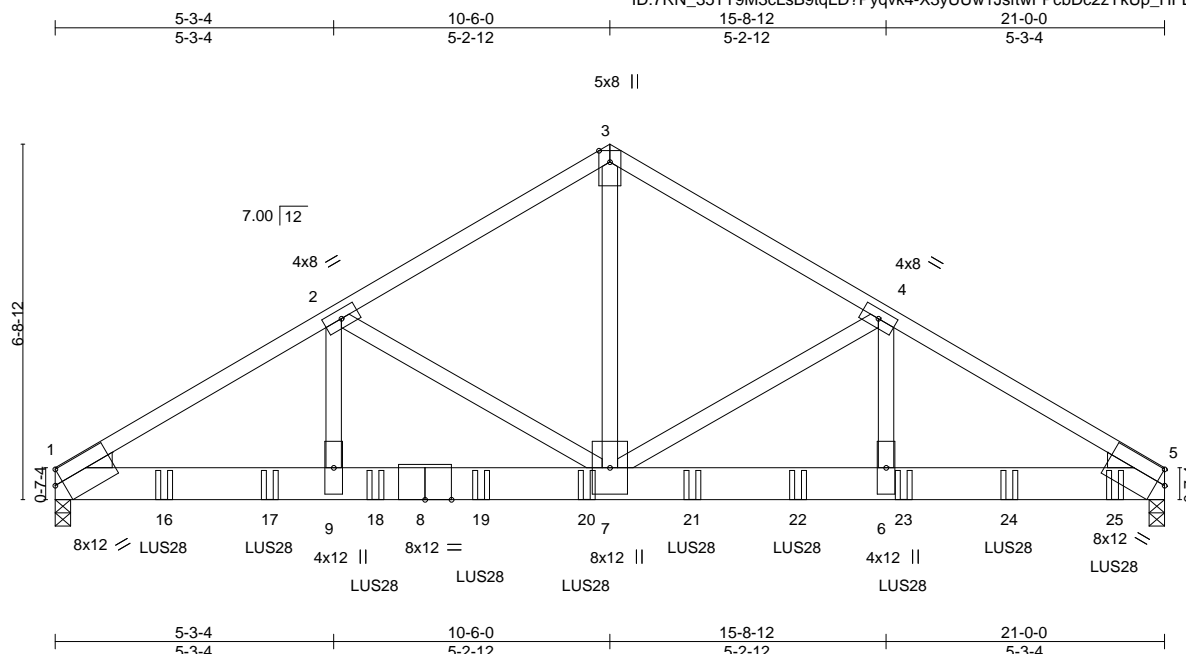 5-3-4 10-6-0 15-8-12 21-0-0
5-3-4 5-2-12 5-2-12 5-3-4
5x8
3
7.00 12
4x8 4x8
2 4
6-8-12
1 5
0-7-4
16 17 9 18 8 19 20 7 21 22 6 23 24 25
8x12 LUS28 LUS28 4x12 8x12 8x12 LUS28 LUS28 4x12 LUS28 8x12
LUS28 LUS28 LUS28 LUS28 LUS28
5-3-4 10-6-0 15-8-12 21-0-0
5-3-4 5-2-12 5-2-12 5-3-4